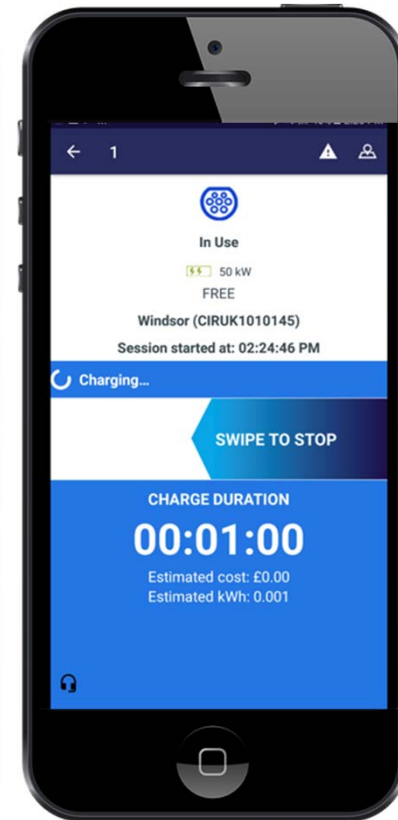 1
In Use
50 kW
FREE
Windsor (CIRUK1010145)
Session started at: 02:24:46 PM
Charging...
SWIPE TO STOP
CHARGE DURATION
00:01:00
Estimated cost: £0.00
Estimated kWh: 0.001